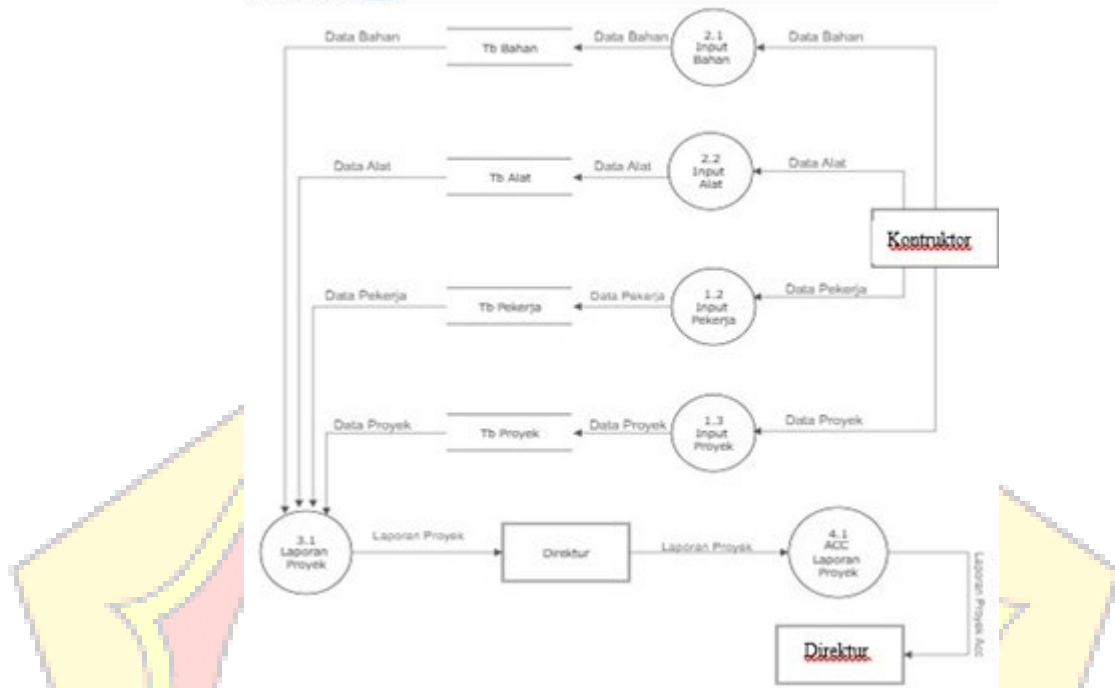 Data Bahan
Tb Bahan
Data Bahan
2.1
Input
Bahan
Data Bahan
Data Alat
Tb Alat
Data Alat
2.2
Input
Alat
Data Alat
Kontruktor
Data Pekerja
Tb Pekerja
Data Pekerja
1.2
Input
Pekerja
Data Pekerja
Data Proyek
Tb Proyek
Data Proyek
1.3
Input
Proyek
Data Proyek
3.1
Laporan
Proyek
Laporan Proyek
Direktur
Laporan Proyek
4.1
ACC
Laporan
Proyek
Laporan Proyek Acc
Direktur